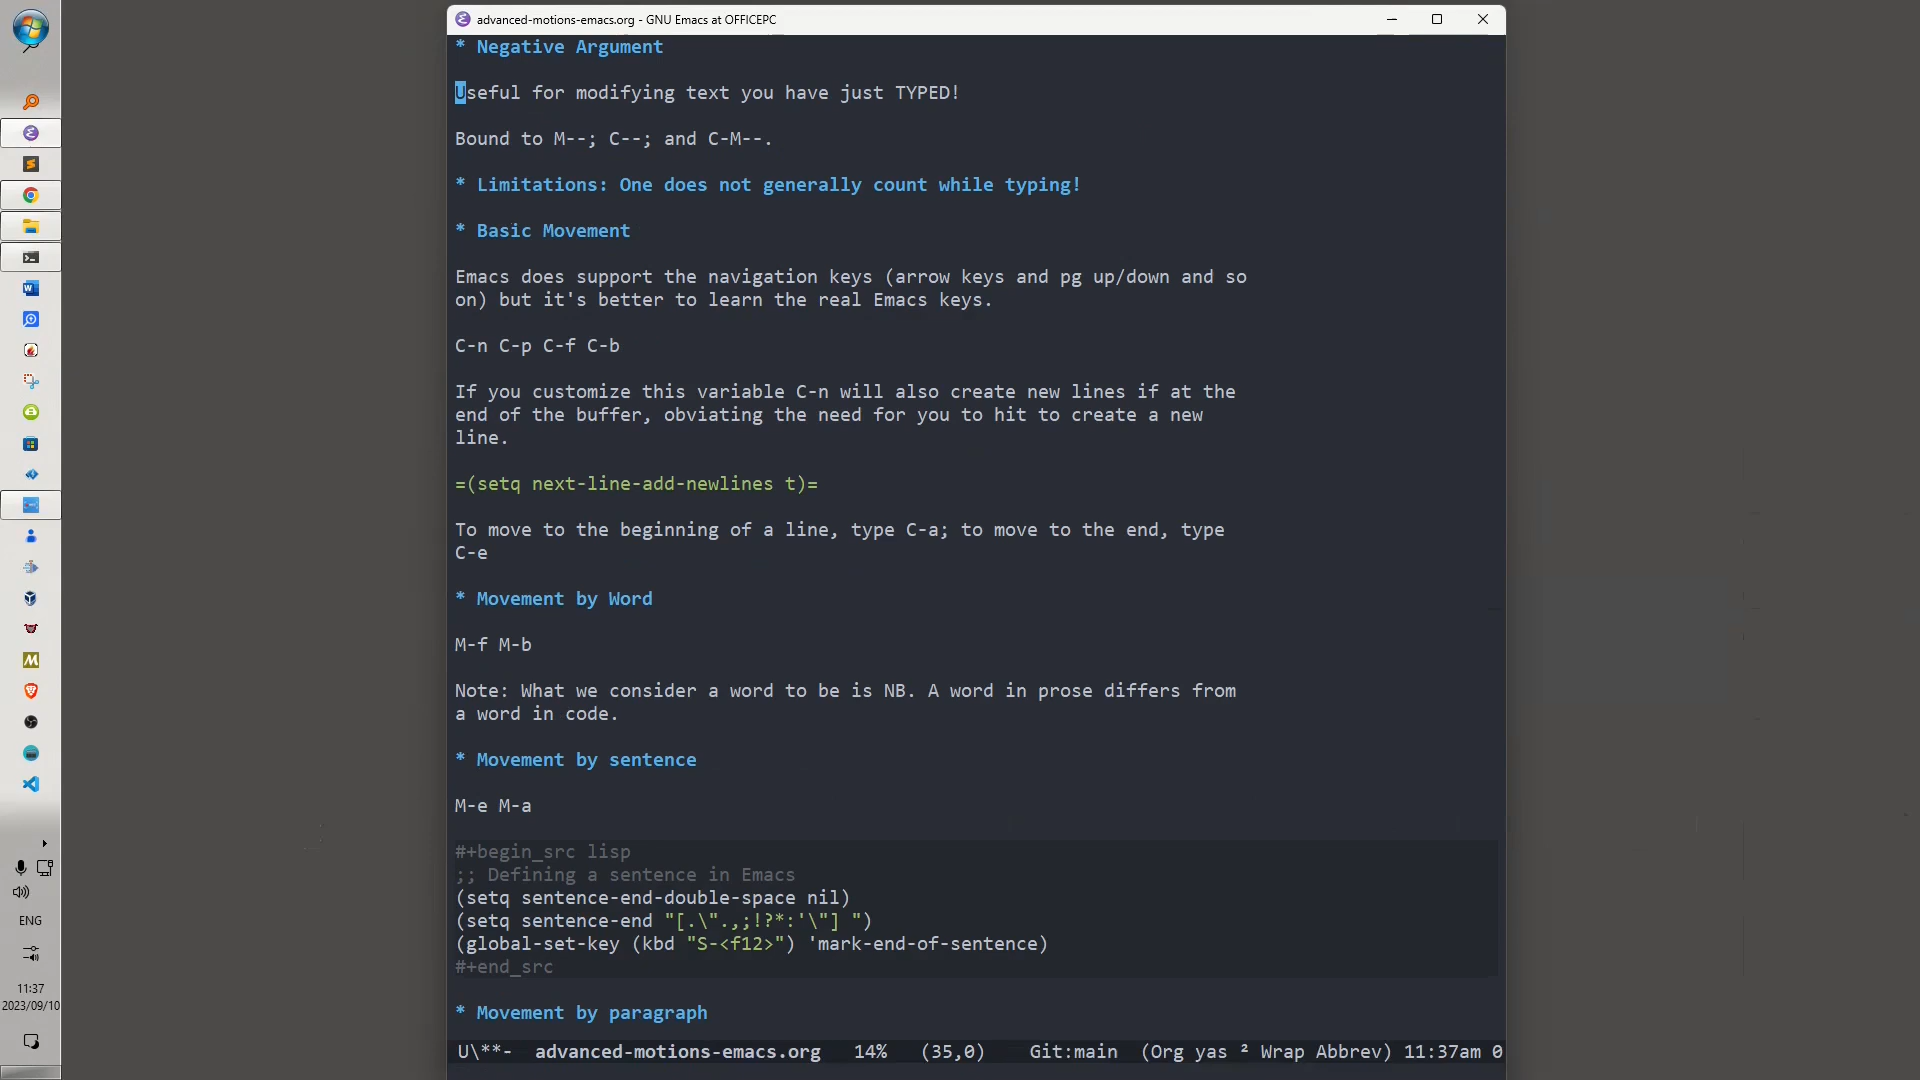 advanced-motions-emacs.org - GNU Emacs at OFFICEPC
* Negative Argument
Useful for modifying text you have just TYPED!
Bound to M--; C--; and C-M--.
* Limitations: One does not generally count while typing!
* Basic Movement
Emacs does support the navigation keys (arrow keys and pg up/down and so
on) but it's better to learn the real Emacs keys.
C-n C-p C-f C-b
If you customize this variable C-n will also create new lines if at the
end of the buffer, obviating the need for you to hit to create a new
line.
=(setq next-line-add-newlines t)=
To move to the beginning of a line, type C-a; to move to the end, type
C-e
* Movement by Word
M-f M-b
Note: What we consider a word to be is NB. A word in prose differs from
a word in code.
* Movement by sentence
M-e M-a
#+begin_src lisp
;; Defining a sentence in Emacs
(setq sentence-end-double-space nil)
(setq sentence-end "[.\".,;!?*:'\"] ")
(global-set-key (kbd "S-<f12>") 'mark-end-of-sentence)
#+end_src
* Movement by paragraph
U\**-  advanced-motions-emacs.org   14%   (35,0)    Git:main  (Org yas ² Wrap Abbrev) 11:37am 0
ENG
11:37
2023/09/10